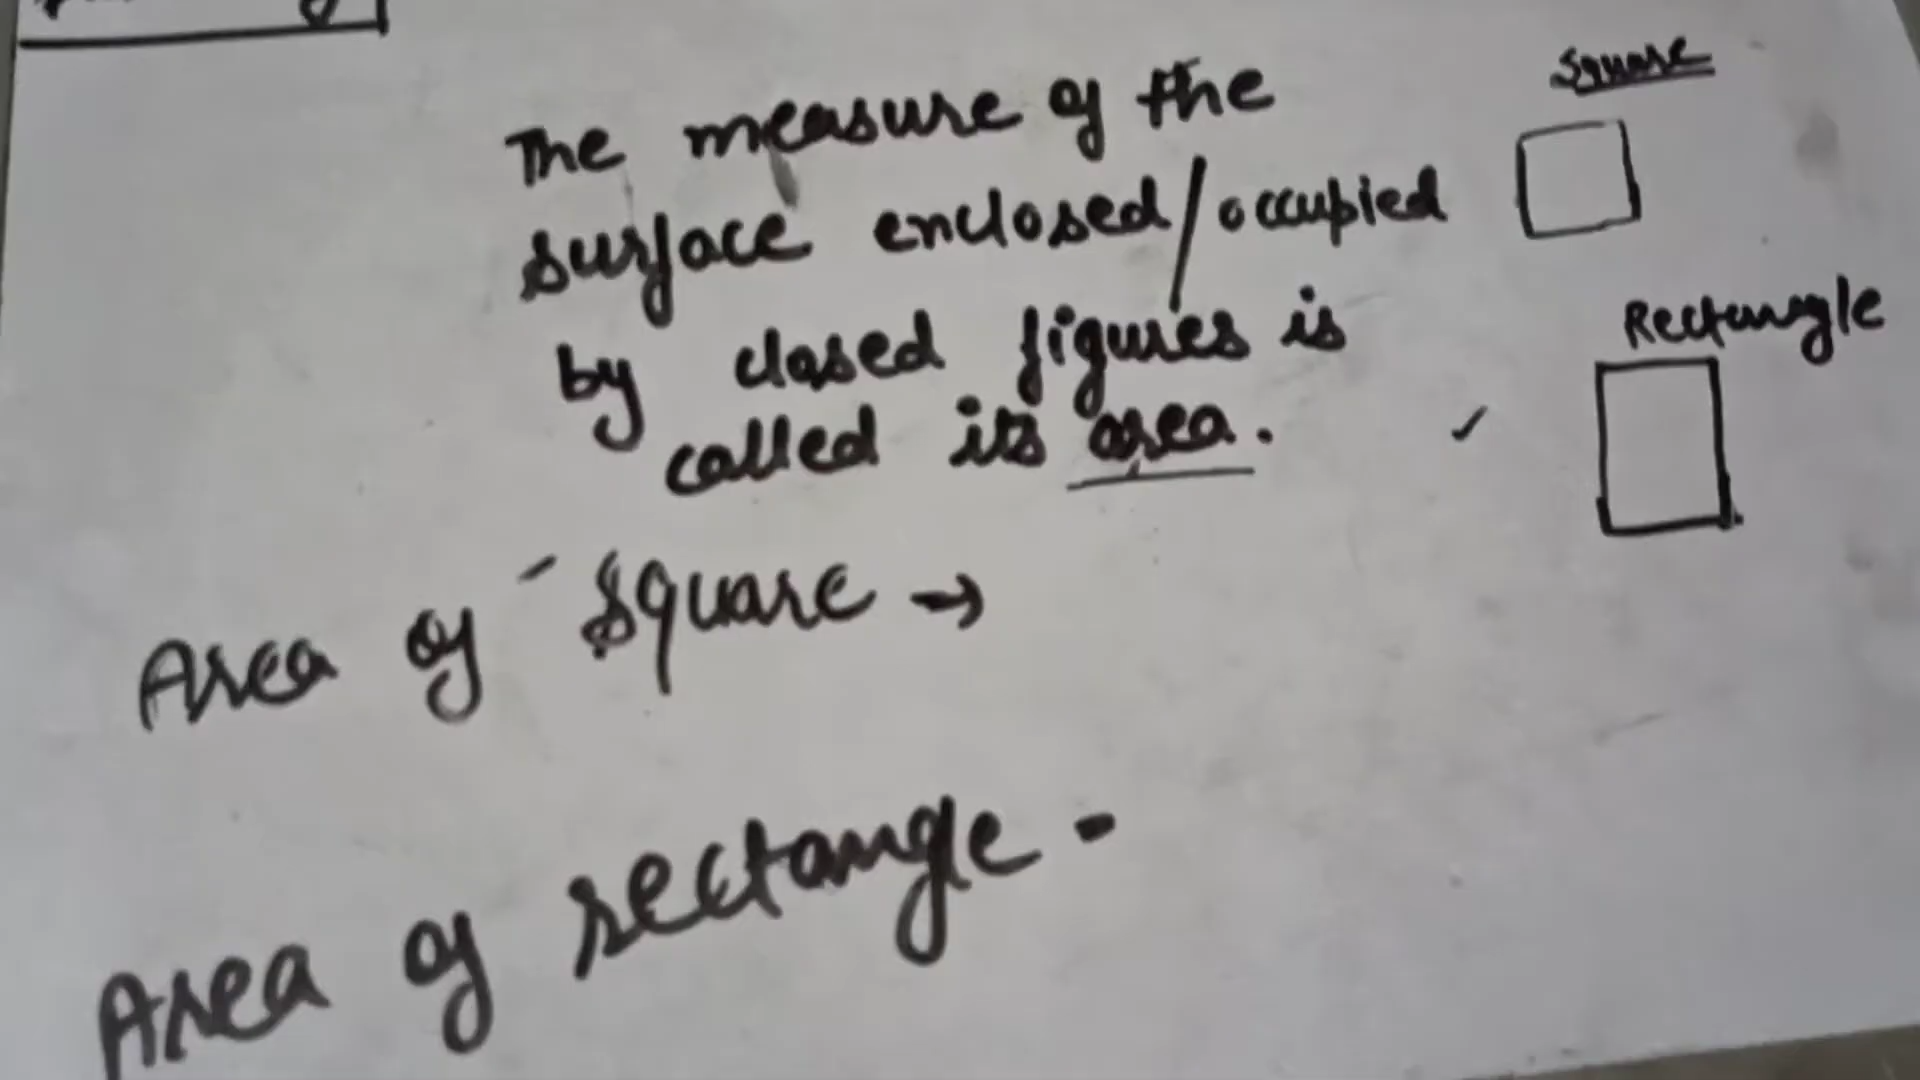 The measure of the
surface enclosed/occupied
by closed figures is
called its area.
Square
Rectangle
Area of Square →
Area of rectangle -